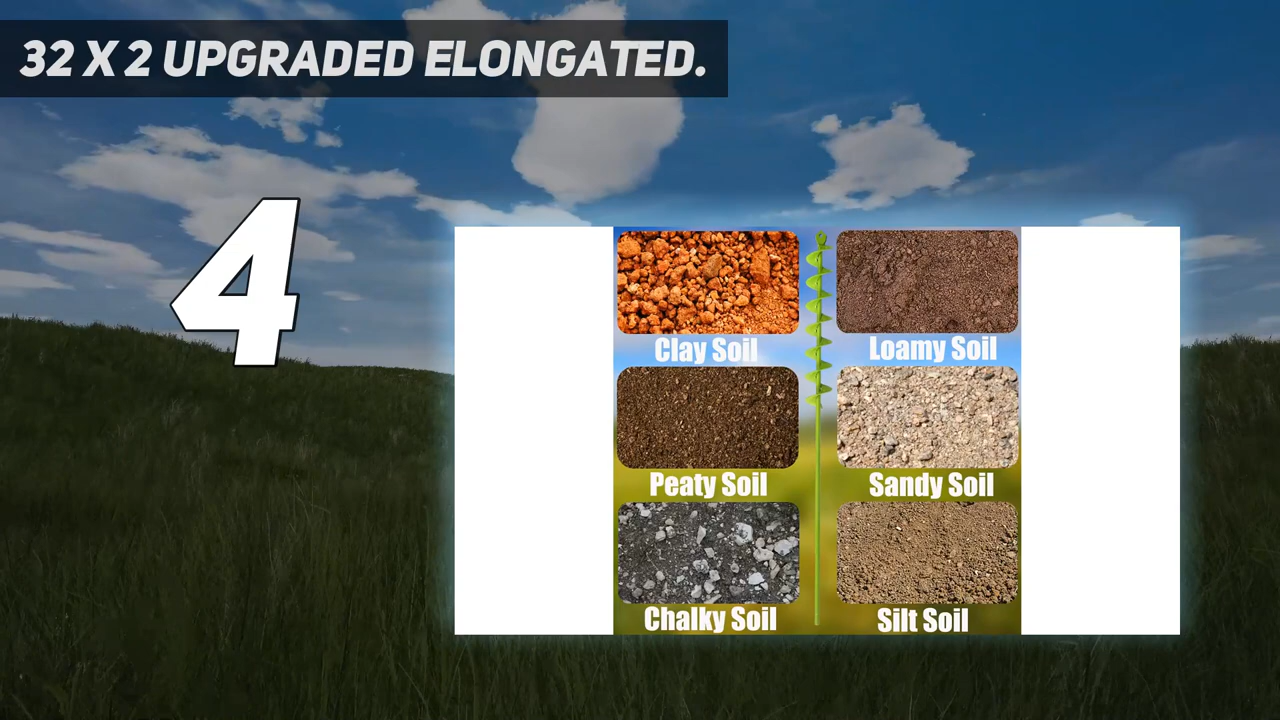 32 X 2 UPGRADED ELONGATED.
4
Clay Soil
Loamy Soil
Peaty Soil
Sandy Soil
Chalky Soil
Silt Soil